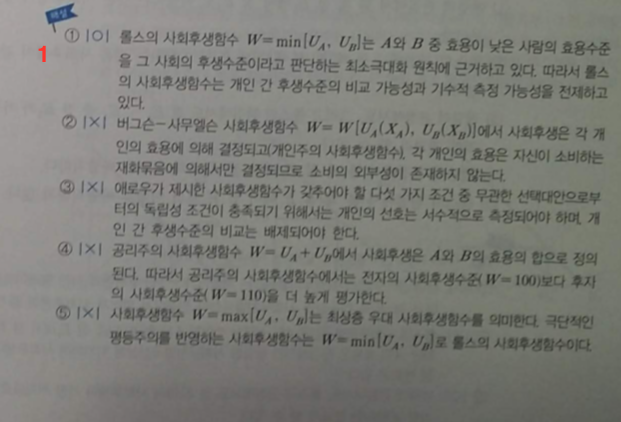 해설
1
① |O| 롤스의 사회후생함수 W=min[U_A, U_B]는 A와 B 중 효용이 낮은 사람의 효용수준
을 그 사회의 후생수준이라고 판단하는 최소극대화 원칙에 근거하고 있다. 따라서 롤스
의 사회후생함수는 개인 간 후생수준의 비교 가능성과 기수적 측정 가능성을 전제하고
있다.
② |×| 버그슨-사무엘슨 사회후생함수 W=W[U_A(X_A), U_B(X_B)]에서 사회후생은 각 개
인의 효용에 의해 결정되고(개인주의 사회후생함수), 각 개인의 효용은 자신이 소비하는
재화묶음에 의해서만 결정되므로 소비의 외부성이 존재하지 않는다.
③ |×| 애로우가 제시한 사회후생함수가 갖추어야 할 다섯 가지 조건 중 무관한 선택대안으로부
터의 독립성 조건이 충족되기 위해서는 개인의 선호는 서수적으로 측정되어야 하며, 개
인 간 후생수준의 비교는 배제되어야 한다.
④ |×| 공리주의 사회후생함수 W=U_A+U_B에서 사회후생은 A와 B의 효용의 합으로 정의
된다. 따라서 공리주의 사회후생함수에서는 전자의 사회후생수준(W=100)보다 후자
의 사회후생수준(W=110)을 더 높게 평가한다.
⑤ |×| 사회후생함수 W=max[U_A, U_B]는 최상층 우대 사회후생함수를 의미한다. 극단적인
평등주의를 반영하는 사회후생함수는 W=min[U_A, U_B]로 롤스의 사회후생함수이다.